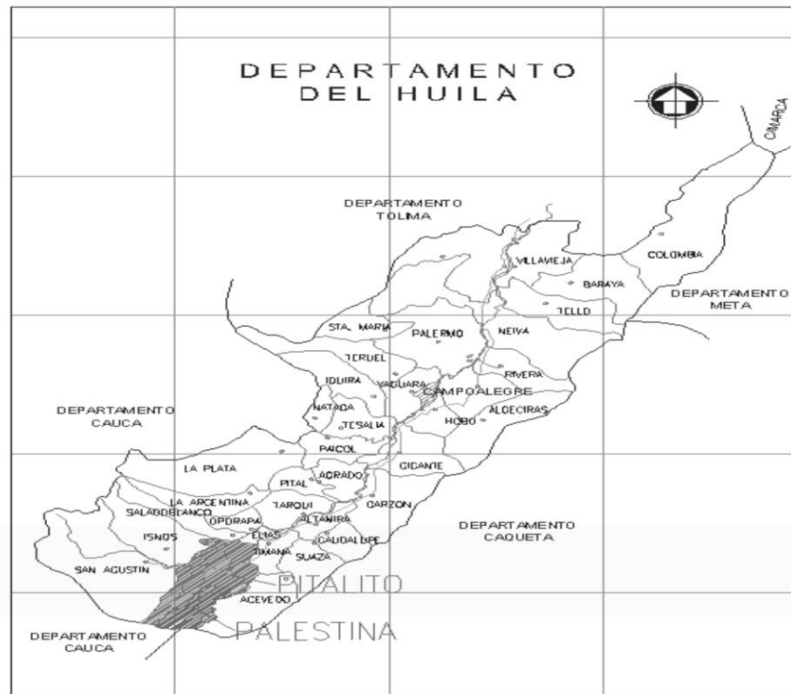 DEPARTAMENTO
DEL HUILA
CIMARCA
DEPARTAMENTO
TOLIMA
COLOMBIA
VILLAVIEJA
BARAYA
DEPARTAMENTO
META
TELLO
STA. MARIA
PALERMO
NEIVA
TERUEL
RIVERA
IQUIRA
YAGUARA
CAMPOALEGRE
NATAGA
ALGECIRAS
DEPARTAMENTO
CAUCA
HOBO
TESALIA
PAICOL
LA PLATA
AGRADO
GIGANTE
PITAL
LA ARGENTINA
TARQUI
GARZON
SALADOBLANCO
OPORAPA
ALTAMIRA
DEPARTAMENTO
CAQUETA
ISNOS
ELIAS
GUADALUPE
TIMANA
SUAZA
SAN AGUSTIN
PITALITO
ACEVEDO
PALESTINA
DEPARTAMENTO
CAUCA